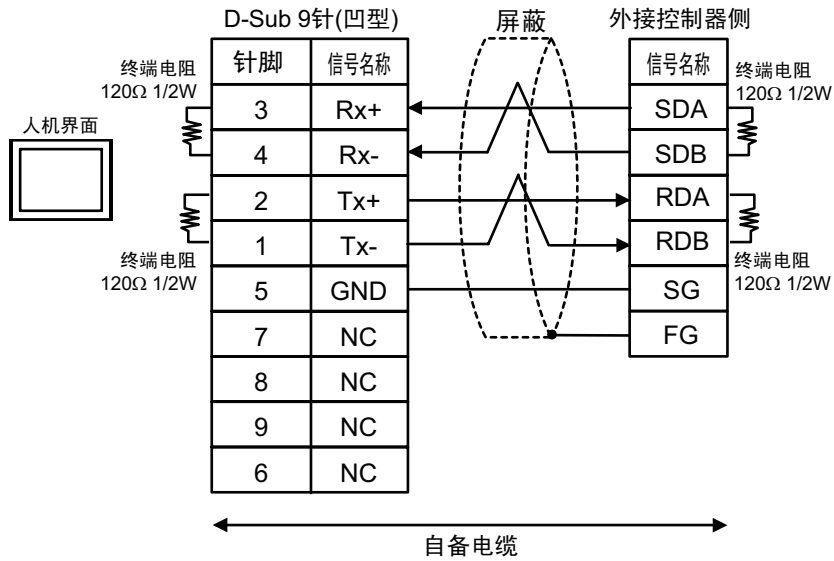 D-Sub 9针(凹型)
屏蔽
外接控制器侧
针脚 信号名称
信号名称
终端电阻
120Ω 1/2W
终端电阻
120Ω 1/2W
人机界面
3 Rx+ SDA
4 Rx- SDB
2 Tx+ RDA
1 Tx- RDB
终端电阻
120Ω 1/2W
终端电阻
120Ω 1/2W
5 GND SG
7 NC FG
8 NC
9 NC
6 NC
自备电缆